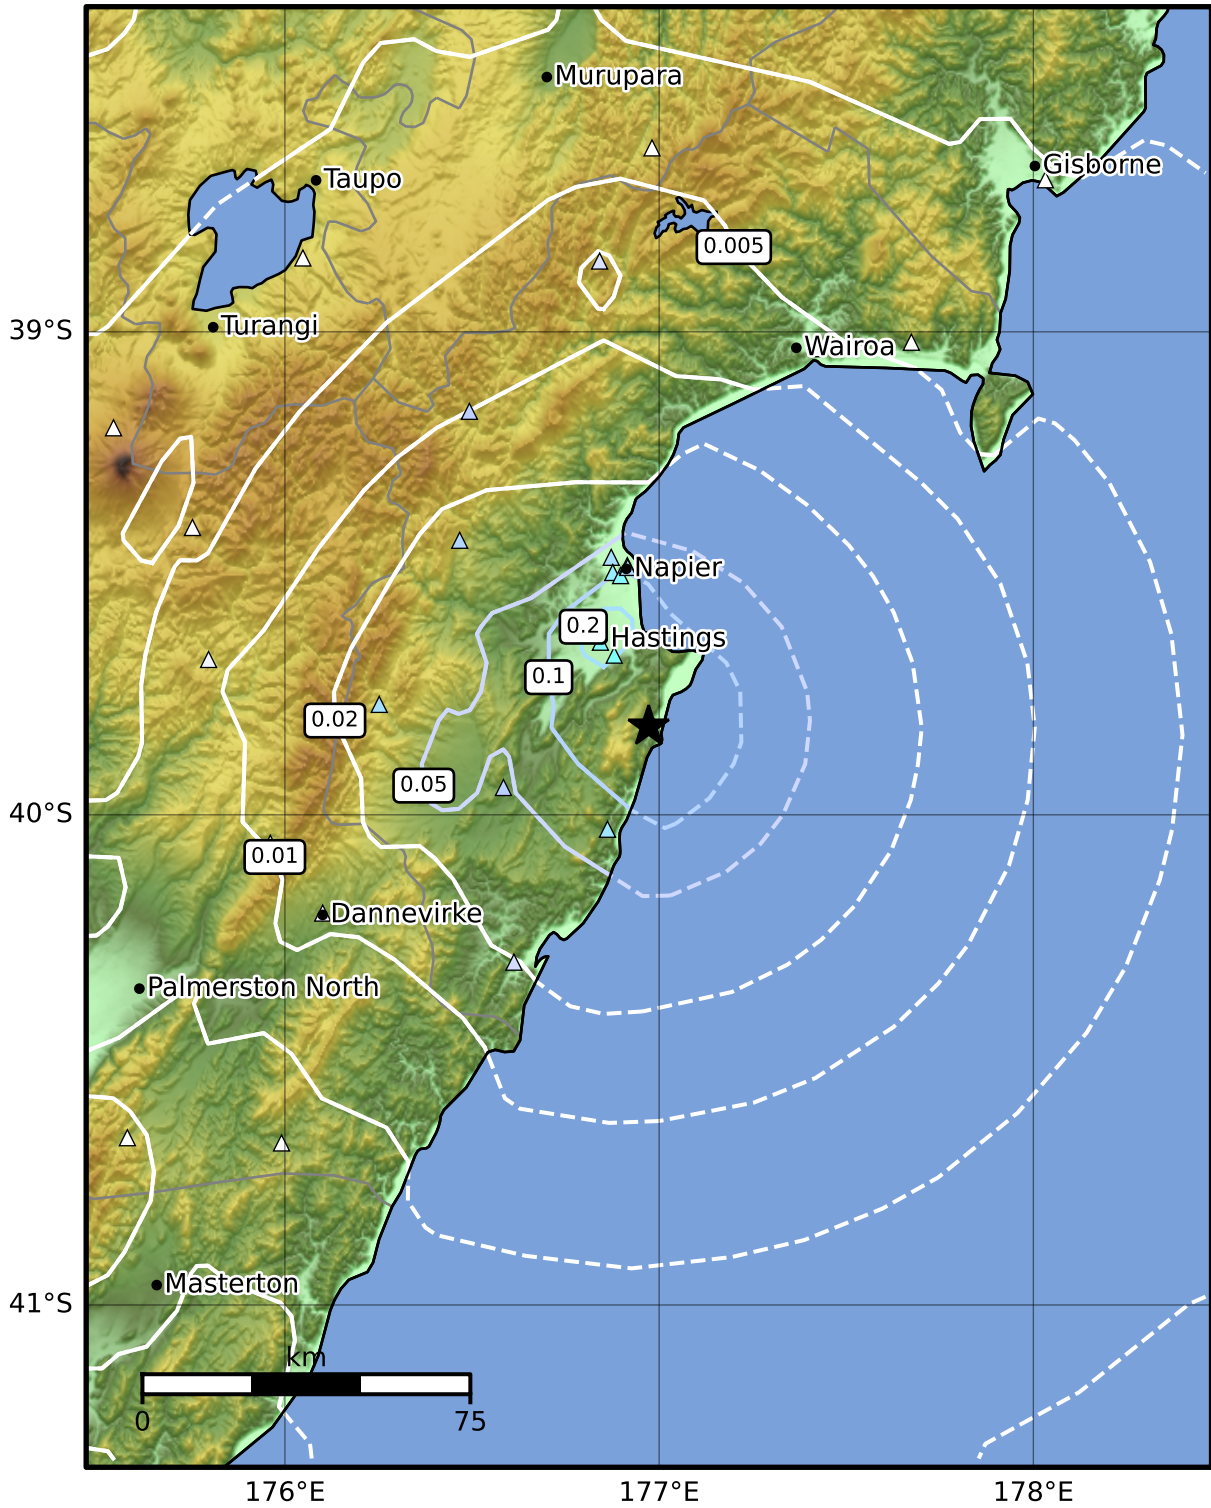 Murupara
Gisborne
Taupo
0.005
39°S
Turangi
Wairoa
Napier
0.2
Hastings
0.1
0.02
0.05
40°S
0.01
Dannevirke
Palmerston North
Masterton
41°S
km
0
75
176°E
177°E
178°E